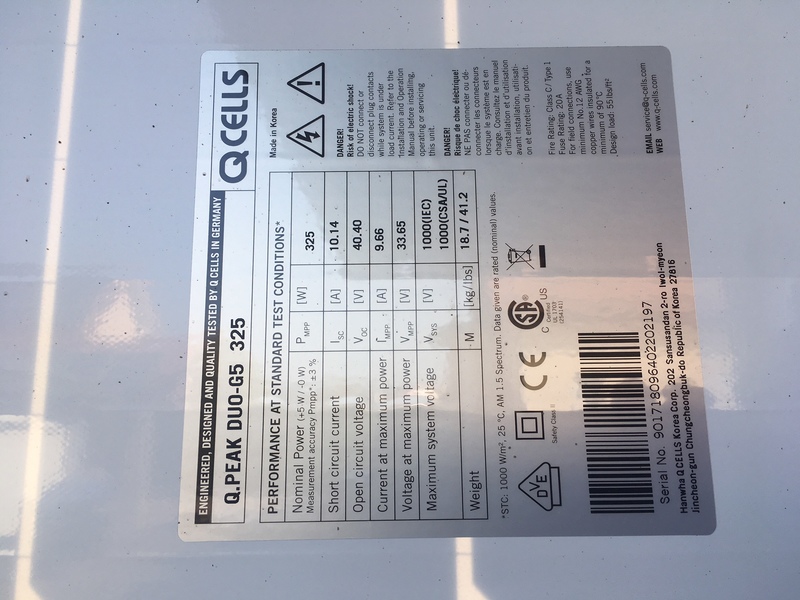 ENGINEERED, DESIGNED AND QUALITY TESTED BY Q CELLS IN GERMANY
Q.PEAK DUO-G5 325
Q CELLS
PERFORMANCE AT STANDARD TEST CONDITIONS*
Nominal Power (+5 W / -0 W) PMPP [W] 325
Measurement accuracy Pmpp*: ±3 %
Short circuit current ISC [A] 10.14
Open circuit voltage VOC [V] 40.40
Current at maximum power IMPP [A] 9.66
Voltage at maximum power VMPP [V] 33.65
Maximum system voltage VSYS [V] 1000(IEC)
1000(CSA/UL)
Weight M [kg/lbs] 18.7 / 41.2
*STC: 1000 W/m², 25 °C, AM 1.5 Spectrum. Data given are rated (nominal) values.
DVE
Safety Class II
CE
C SA US
Certified
UL 1703
(254141)
Serial No. 901718096402202197
Hanwha Q CELLS Korea Corp. 202 Sansusandan 2-ro Iwol-myeon
Jincheon-gun Chungcheongbuk-do Republic of Korea 27816
Made in Korea
DANGER!
Risk of electric shock!
DO NOT connect or
disconnect plug contacts
while system is under
load current. Refer to the
Installation and Operation
Manual before installing,
operating or servicing
this unit.
DANGER!
Risque de choc électrique!
NE PAS connecter ou dé-
connecter les connecteurs
lorsque le système est en
charge. Consultez le manuel
d'installation et d'utilisation
avant installation, utilisati-
on et entretien du produit.
Fire Rating: Class C / Type 1
Fuse Rating: 20A
For field connections, use
minimum No.12 AWG
copper wires insulated for a
minimum of 90°C
Design load: 55 lbs/ft²
EMAIL service@q-cells.com
WEB www.q-cells.com